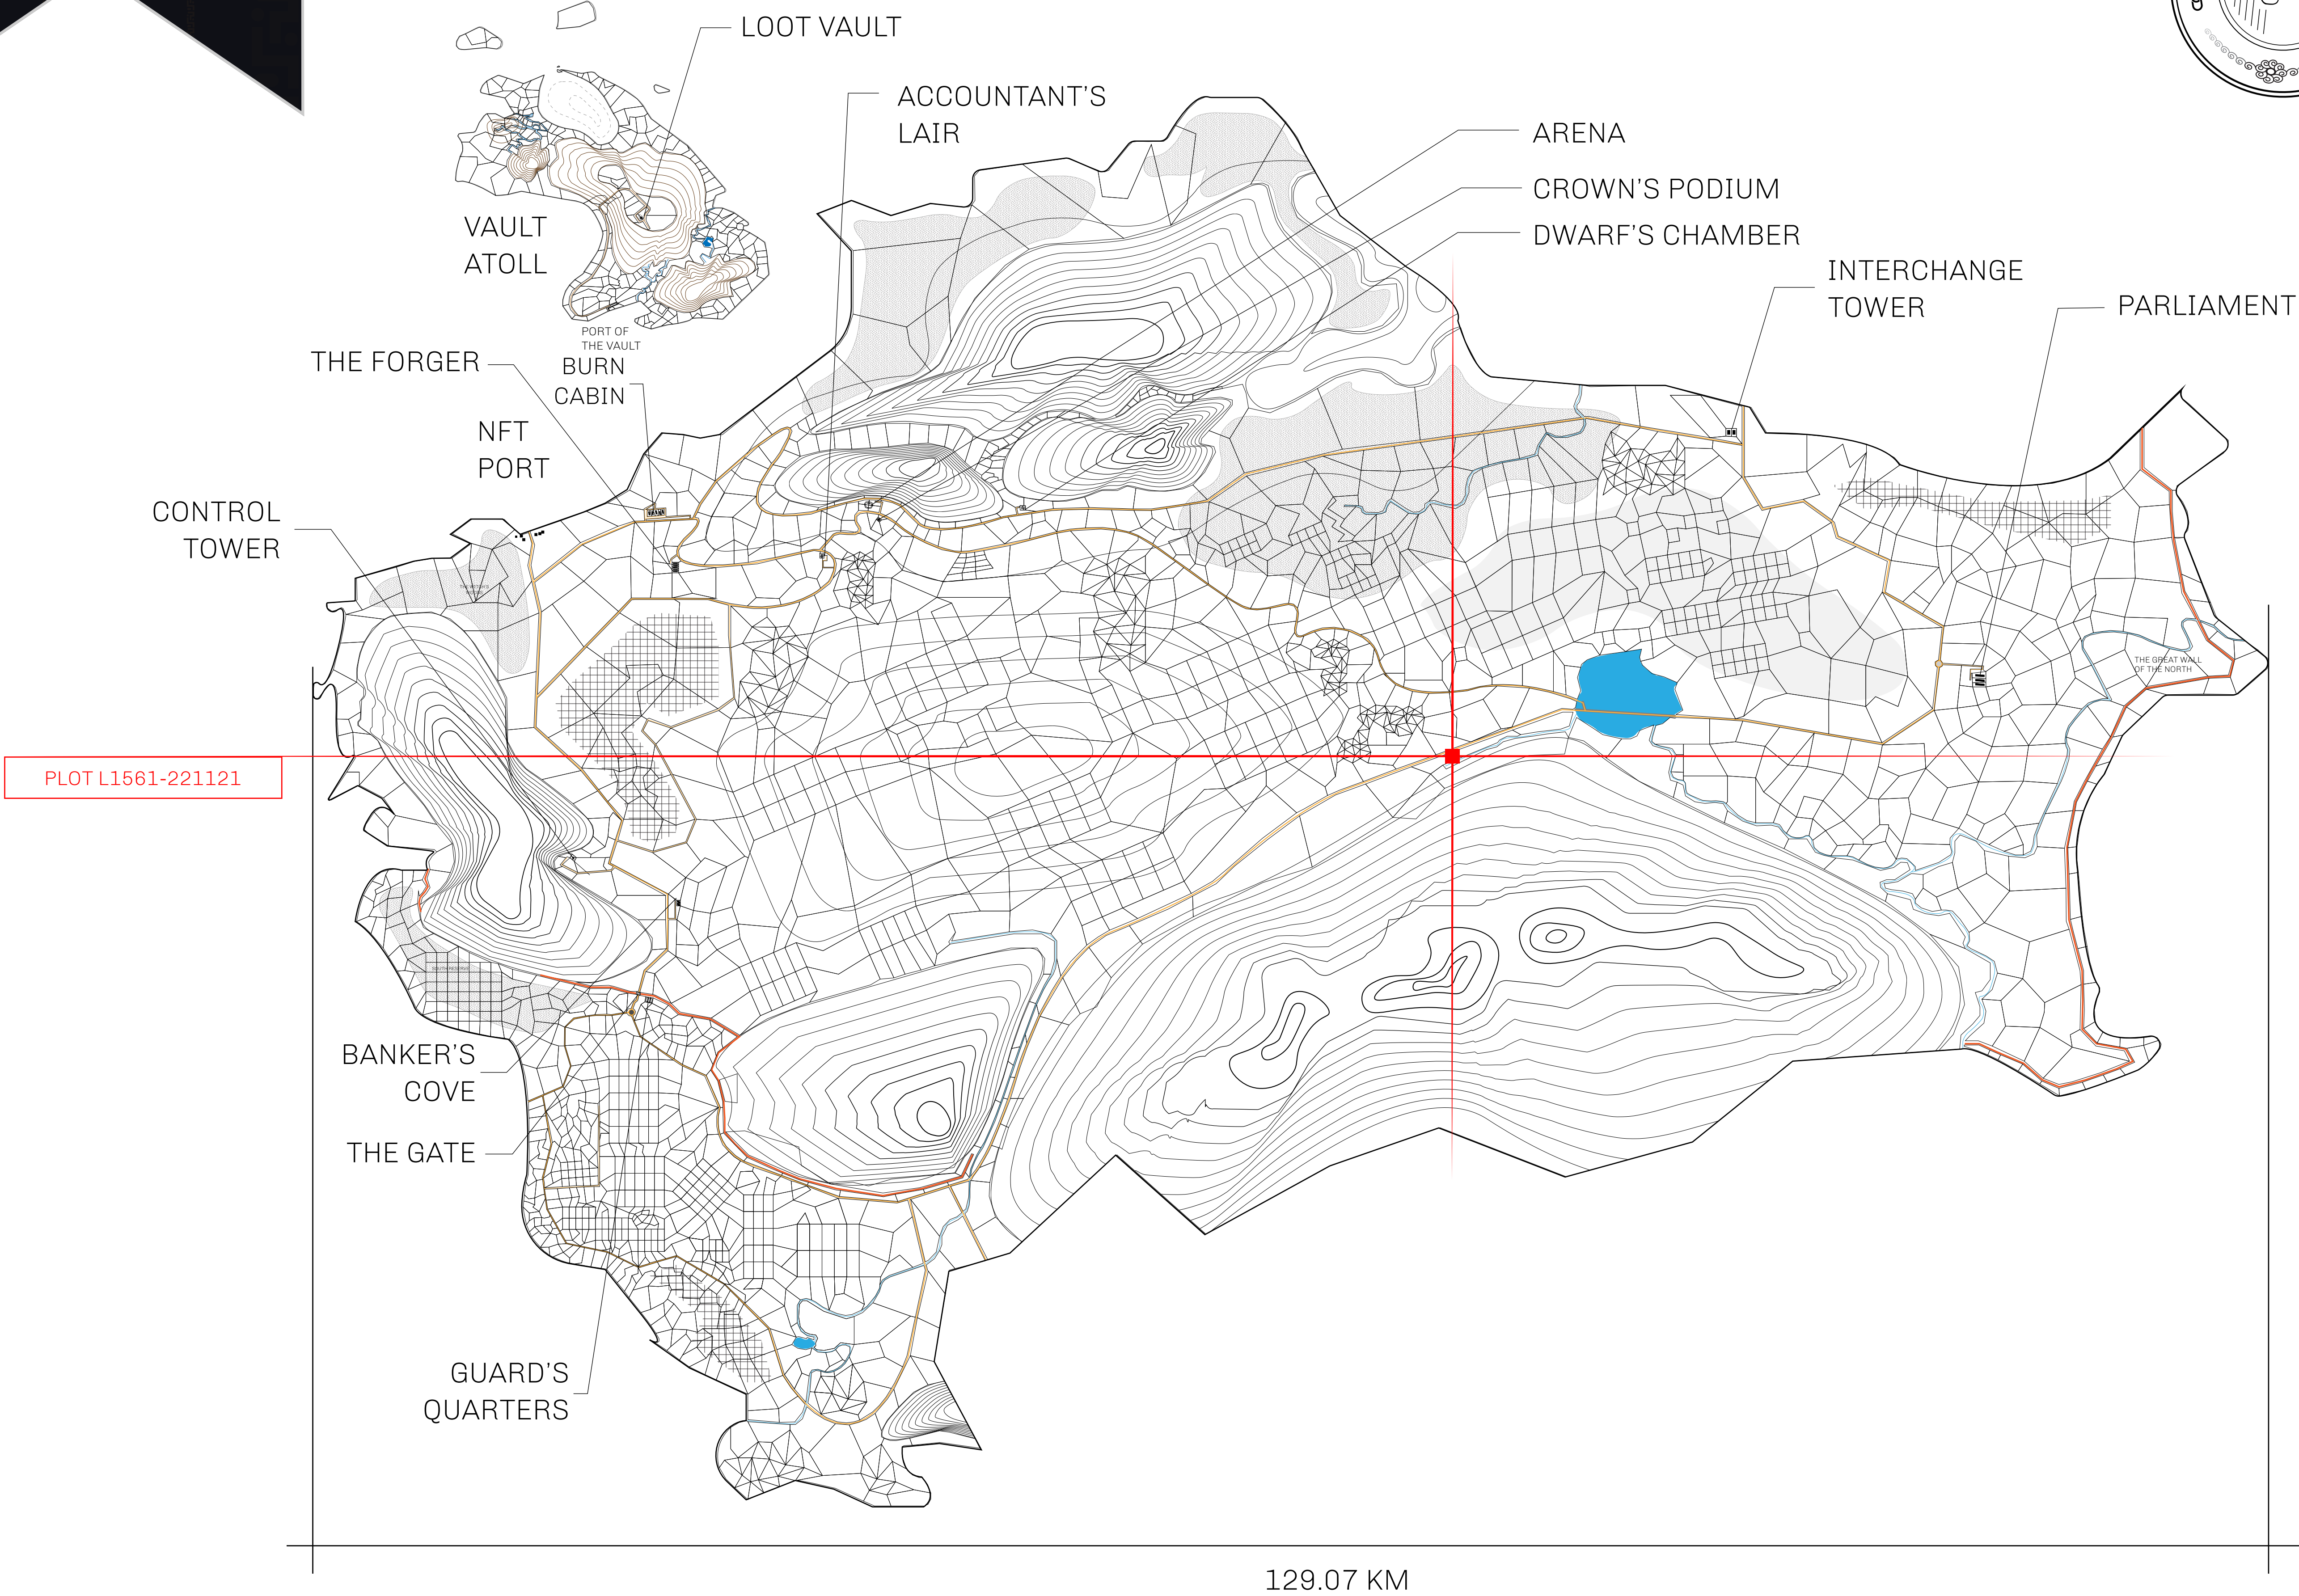 LOOT VAULT
ACCOUNTANT'S
LAIR
ARENA
CROWN'S PODIUM
DWARF'S CHAMBER
VAULT
ATOLL
INTERCHANGE
TOWER
PARLIAMENT
PORT OF
THE VAULT
THE FORGER
BURN
CABIN
NFT
PORT
CONTROL
TOWER
THE GREAT WALL
OF THE NORTH
PLOT L1561-221121
SOUTH RESERVE
BANKER'S
COVE
THE GATE
GUARD'S
QUARTERS
129.07 KM